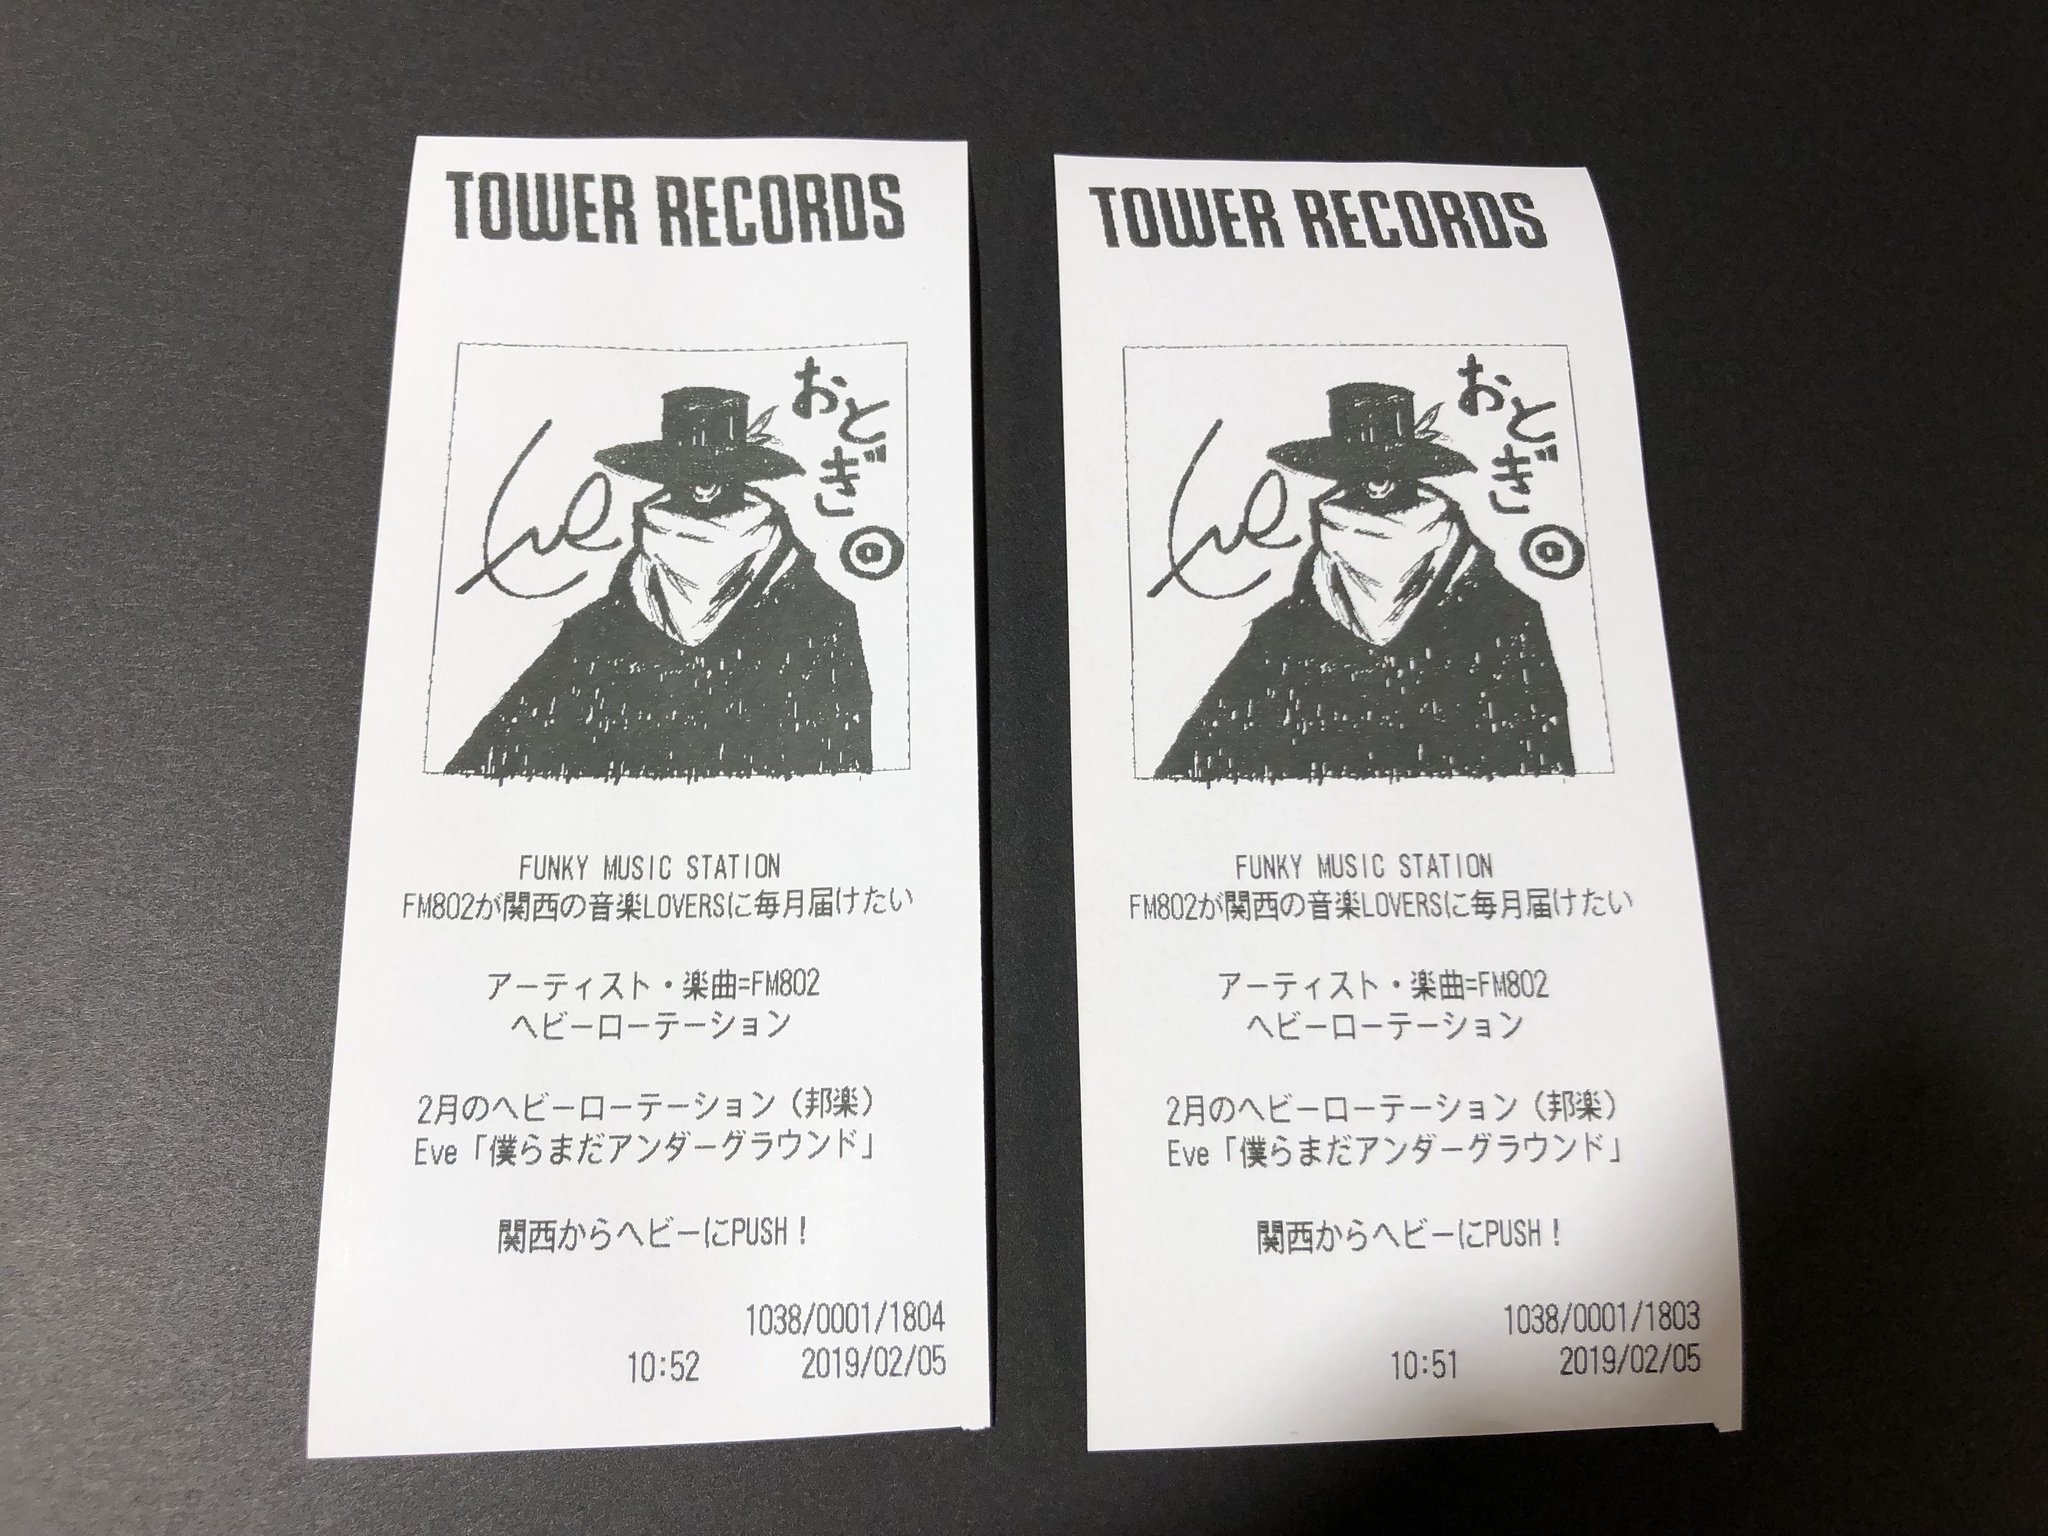 TOWER RECORDS
おとぎ
Eve
FUNKY MUSIC STATION
FM802が関西の音楽LOVERSに毎月届けたい
アーティスト・楽曲=FM802
ヘビーローテーション
2月のヘビーローテーション（邦楽）
Eve「僕らまだアンダーグラウンド」
関西からヘビーにPUSH！
1038/0001/1804
10:52 2019/02/05
TOWER RECORDS
おとぎ
Eve
FUNKY MUSIC STATION
FM802が関西の音楽LOVERSに毎月届けたい
アーティスト・楽曲=FM802
ヘビーローテーション
2月のヘビーローテーション（邦楽）
Eve「僕らまだアンダーグラウンド」
関西からヘビーにPUSH！
1038/0001/1803
10:51 2019/02/05